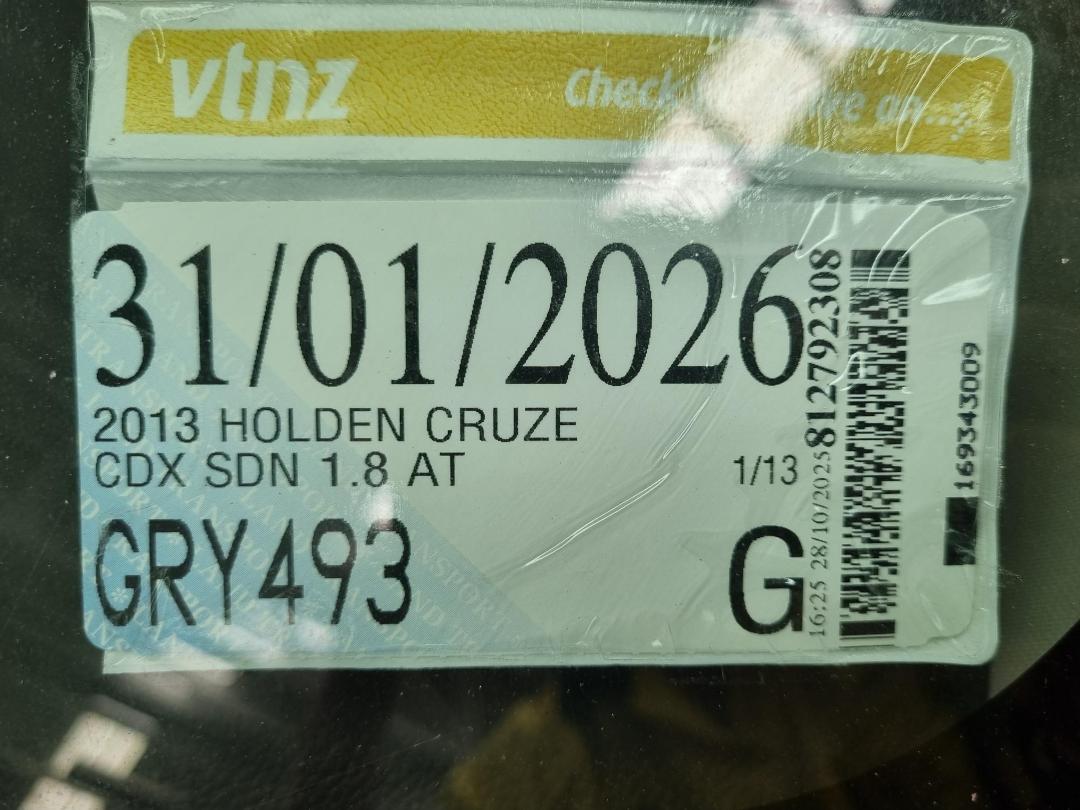 vtnz
Check
31/01/2026
2013 HOLDEN CRUZE
CDX SDN 1.8 AT
1/13
GRY493
G
16:25 28/10/2025 812792308
169343009